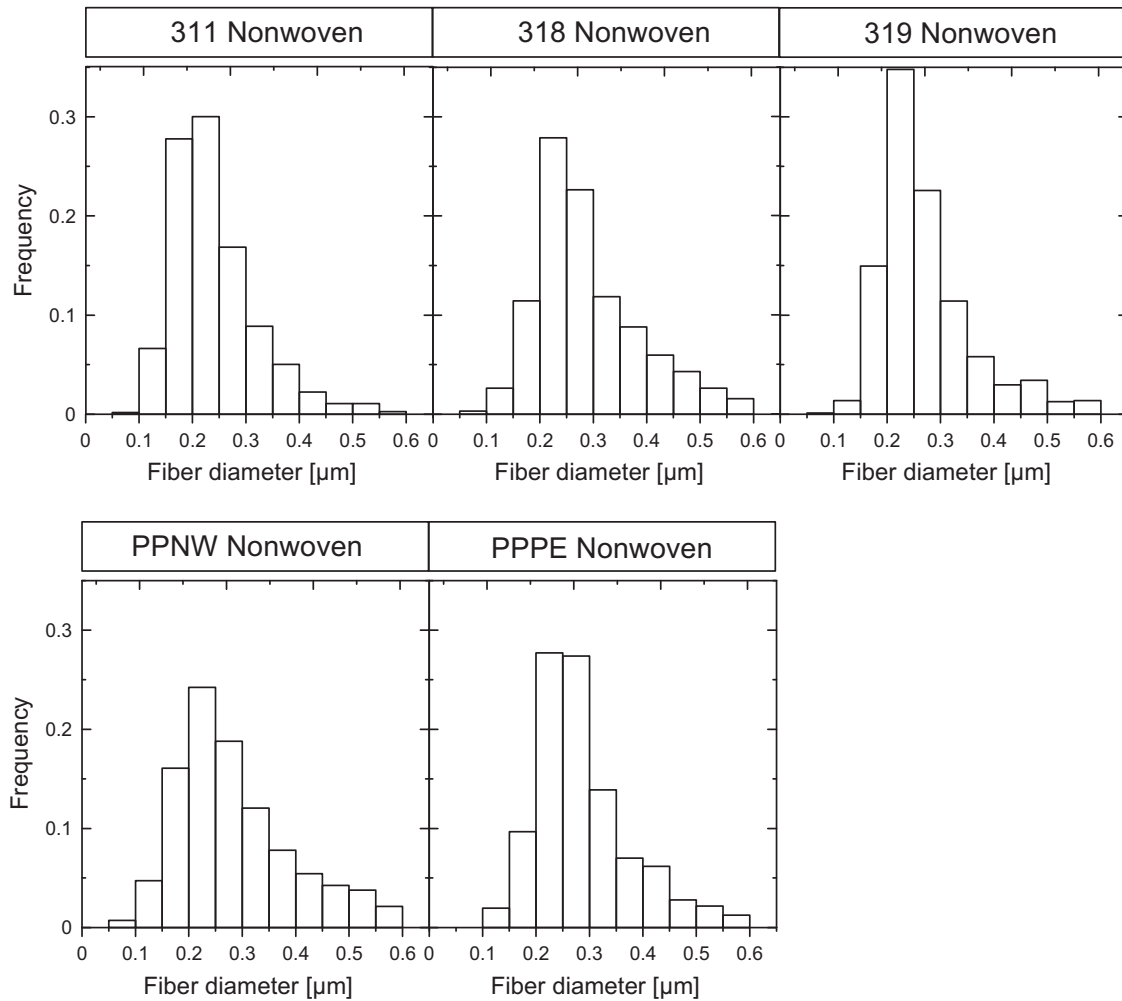 311 Nonwoven 318 Nonwoven 319 Nonwoven
0.3
0.2
0.1
0
Frequency
0 0.1 0.2 0.3 0.4 0.5 0.6 0 0.1 0.2 0.3 0.4 0.5 0.6 0 0.1 0.2 0.3 0.4 0.5 0.6
Fiber diameter [µm] Fiber diameter [µm] Fiber diameter [µm]
PPNW Nonwoven PPPE Nonwoven
0.3
0.2
0.1
0
Frequency
0 0.1 0.2 0.3 0.4 0.5 0.6 0 0.1 0.2 0.3 0.4 0.5 0.6
Fiber diameter [µm] Fiber diameter [µm]